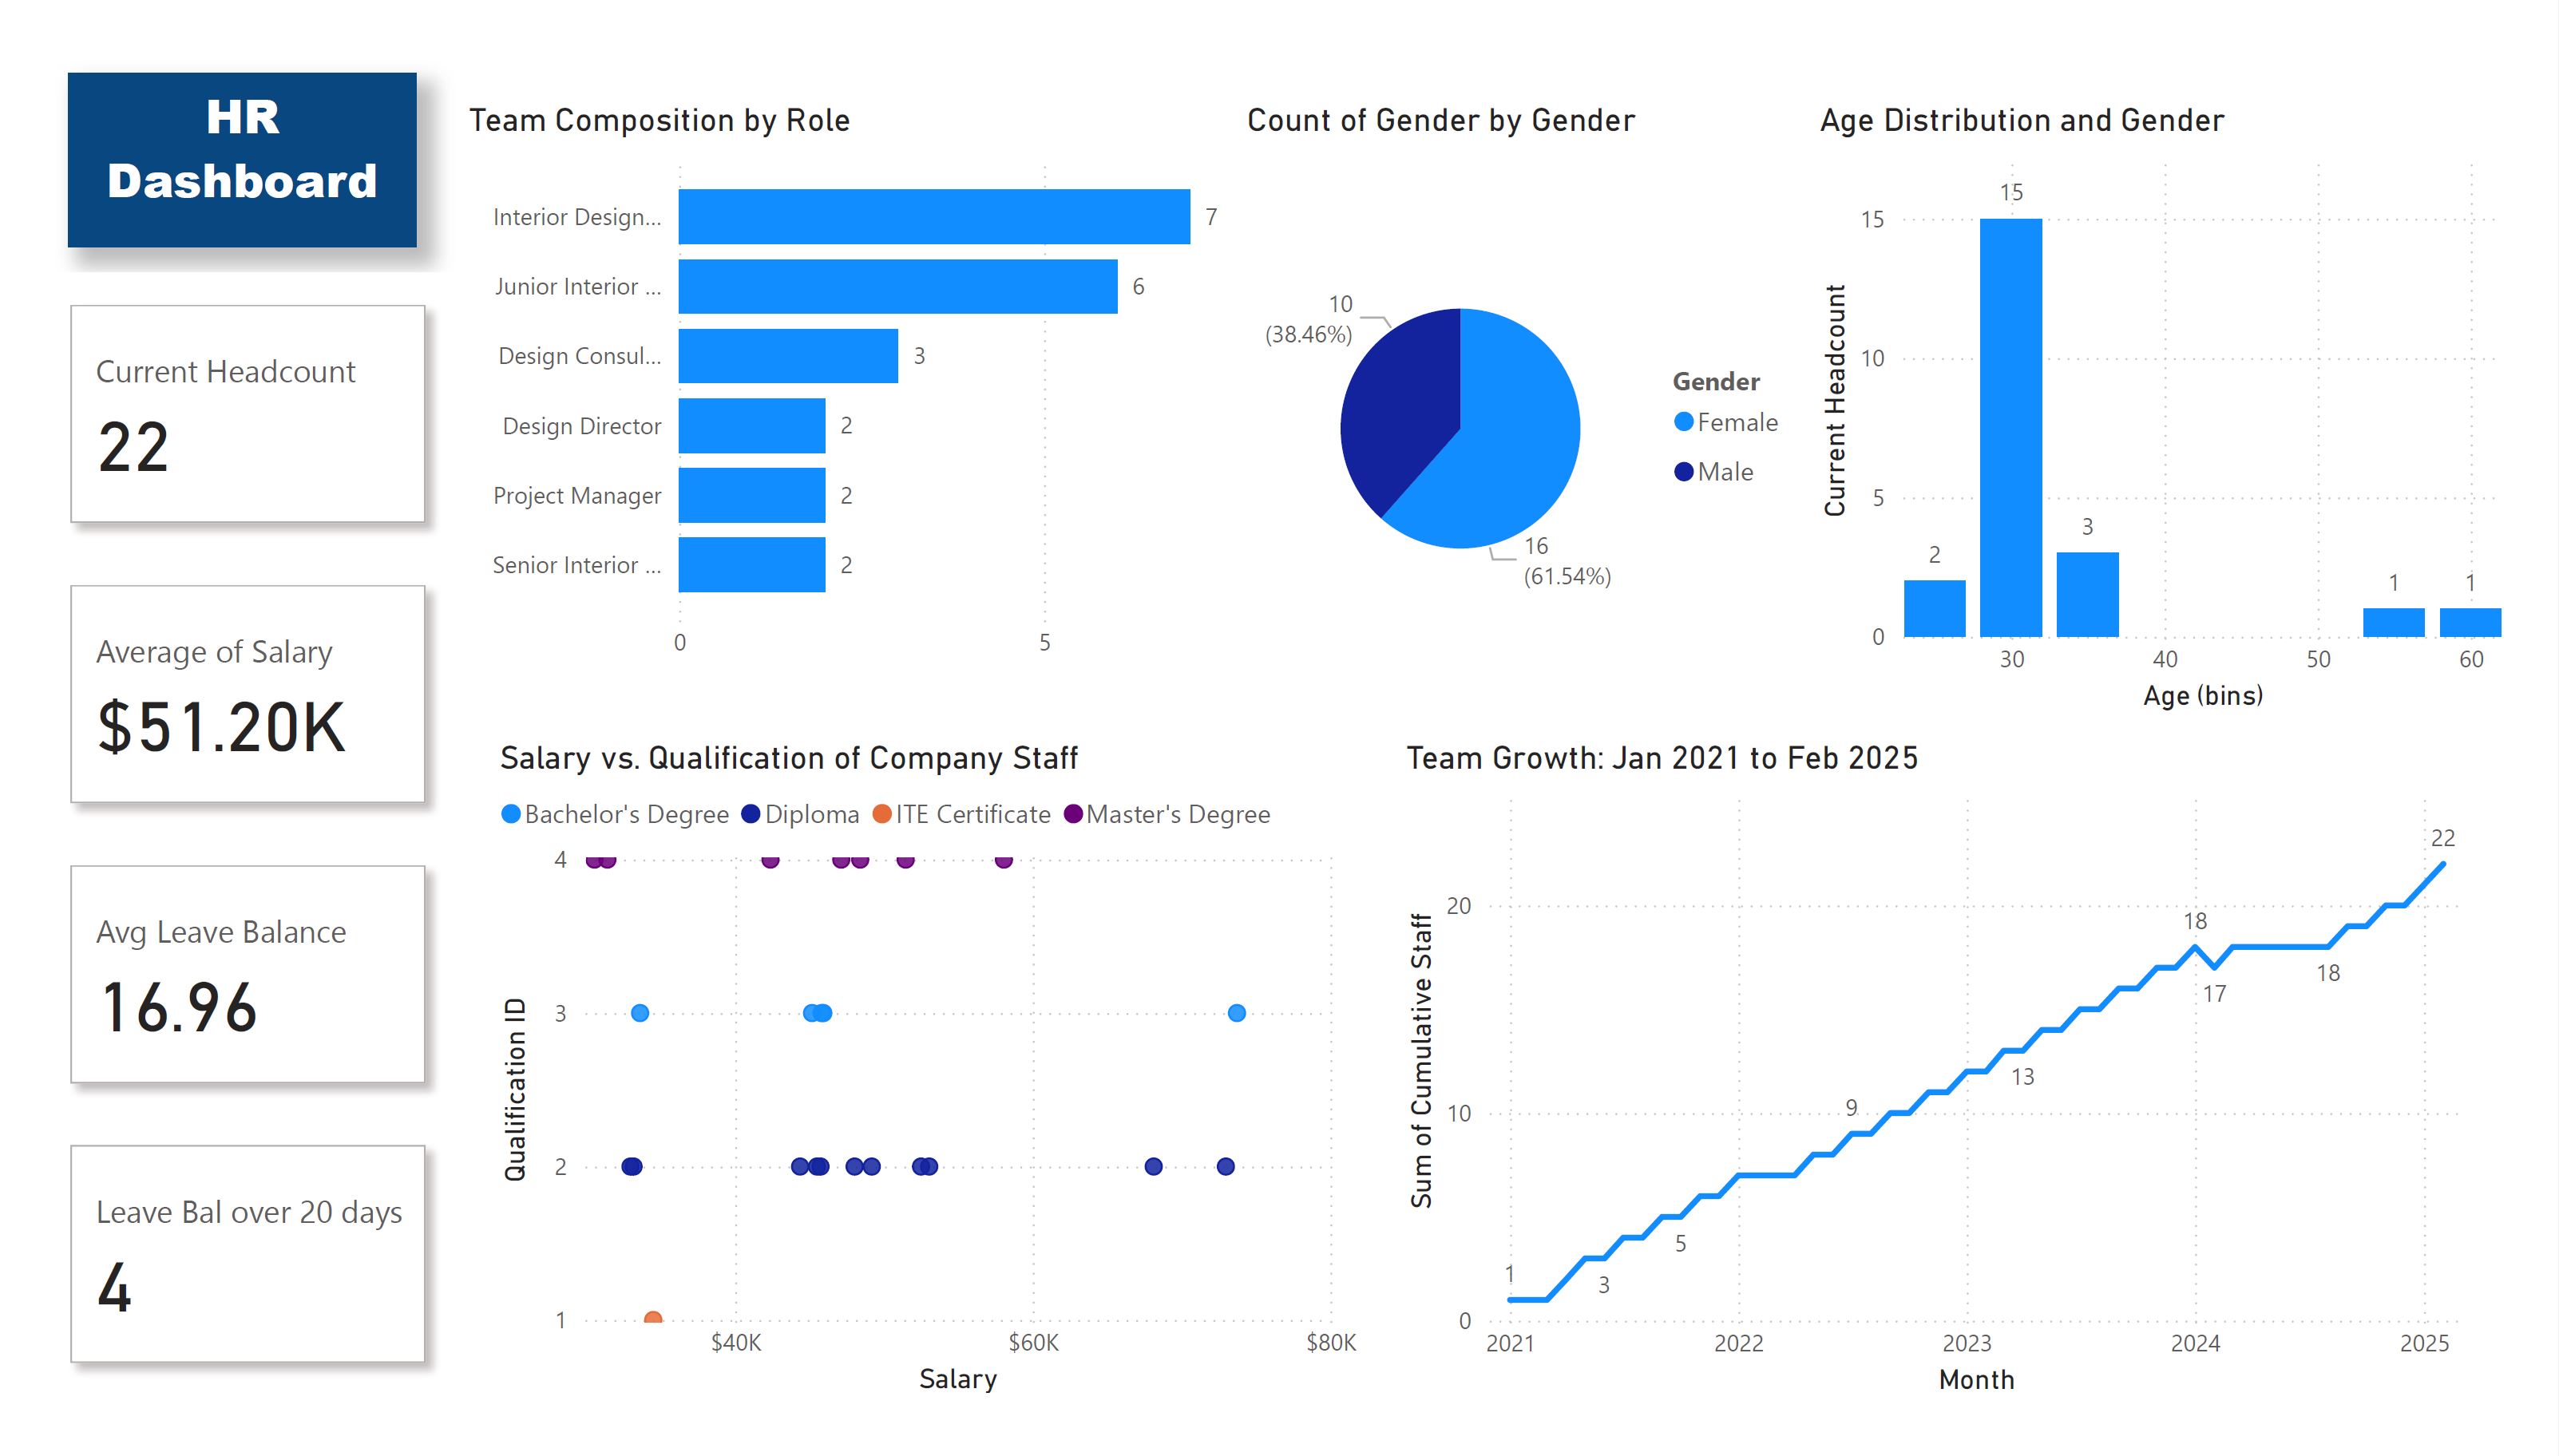 HR
Dashboard
Current Headcount
22
Average of Salary
$51.20K
Avg Leave Balance
16.96
Leave Bal over 20 days
4
Team Composition by Role
Interior Design...
7
Junior Interior ...
6
Design Consul...
3
Design Director
2
Project Manager
2
Senior Interior ...
2
0
5
Count of Gender by Gender
10
(38.46%)
16
(61.54%)
Gender
Female
Male
Age Distribution and Gender
Current Headcount
15
10
5
0
2
15
3
1
1
30
40
50
60
Age (bins)
Salary vs. Qualification of Company Staff
Bachelor's Degree
Diploma
ITE Certificate
Master's Degree
Qualification ID
4
3
2
1
$40K
$60K
$80K
Salary
Team Growth: Jan 2021 to Feb 2025
Sum of Cumulative Staff
20
10
0
1
3
5
9
13
18
17
18
22
2021
2022
2023
2024
2025
Month